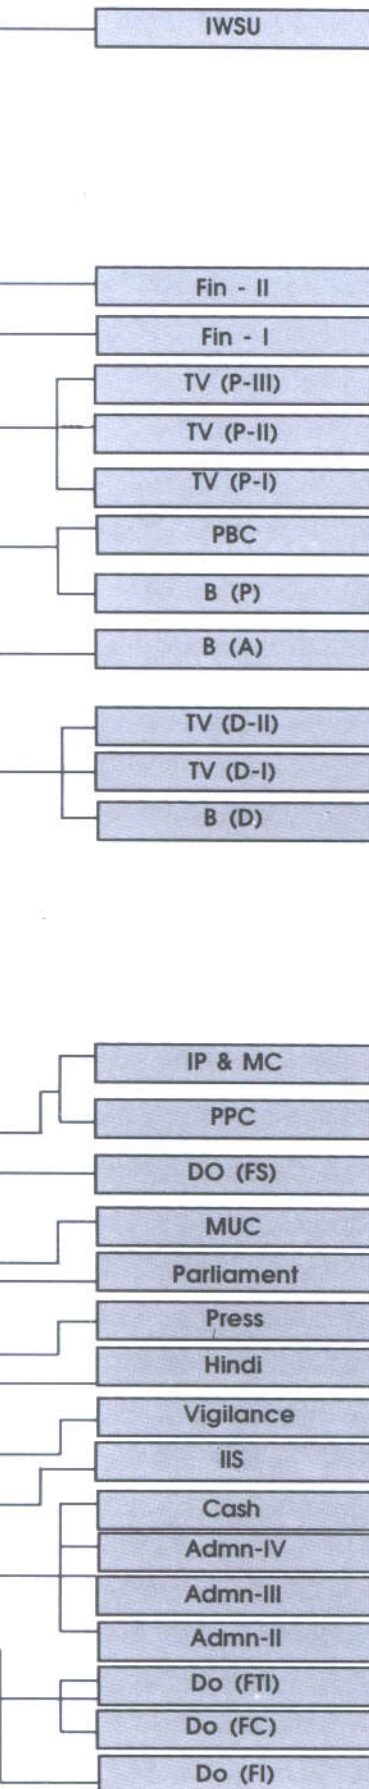 IWSU
Fin - II
Fin - I
TV (P-III)
TV (P-II)
TV (P-I)
PBC
B (P)
B (A)
TV (D-II)
TV (D-I)
B (D)
IP & MC
PPC
DO (FS)
MUC
Parliament
Press
Hindi
Vigilance
IIS
Cash
Admn-IV
Admn-III
Admn-II
Do (FTI)
Do (FC)
Do (FI)